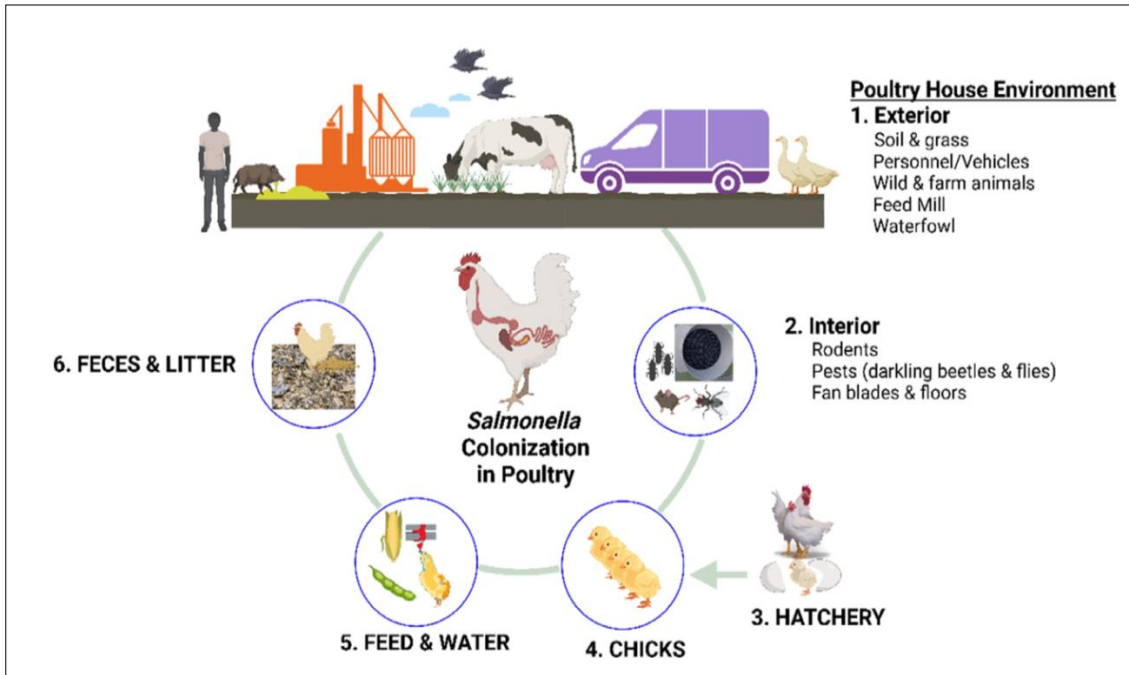 Poultry House Environment
1. Exterior
Soil & grass
Personnel/Vehicles
Wild & farm animals
Feed Mill
Waterfowl
2. Interior
Rodents
Pests (darkling beetles & flies)
Fan blades & floors
6. FECES & LITTER
Salmonella
Colonization
in Poultry
3. HATCHERY
5. FEED & WATER
4. CHICKS